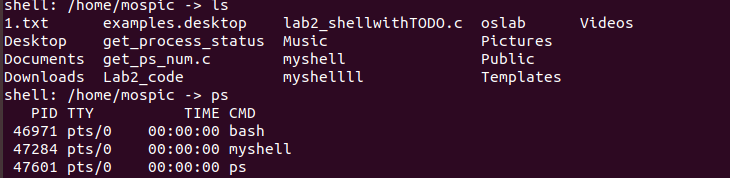 shell: /home/mospic -> ls
1.txt examples.desktop lab2_shellwithTODO.c oslab Videos
Desktop get_process_status Music Pictures
Documents get_ps_num.c myshell Public
Downloads Lab2_code myshellll Templates
shell: /home/mospic -> ps
PID TTY TIME CMD
46971 pts/0 00:00:00 bash
47284 pts/0 00:00:00 myshell
47601 pts/0 00:00:00 ps